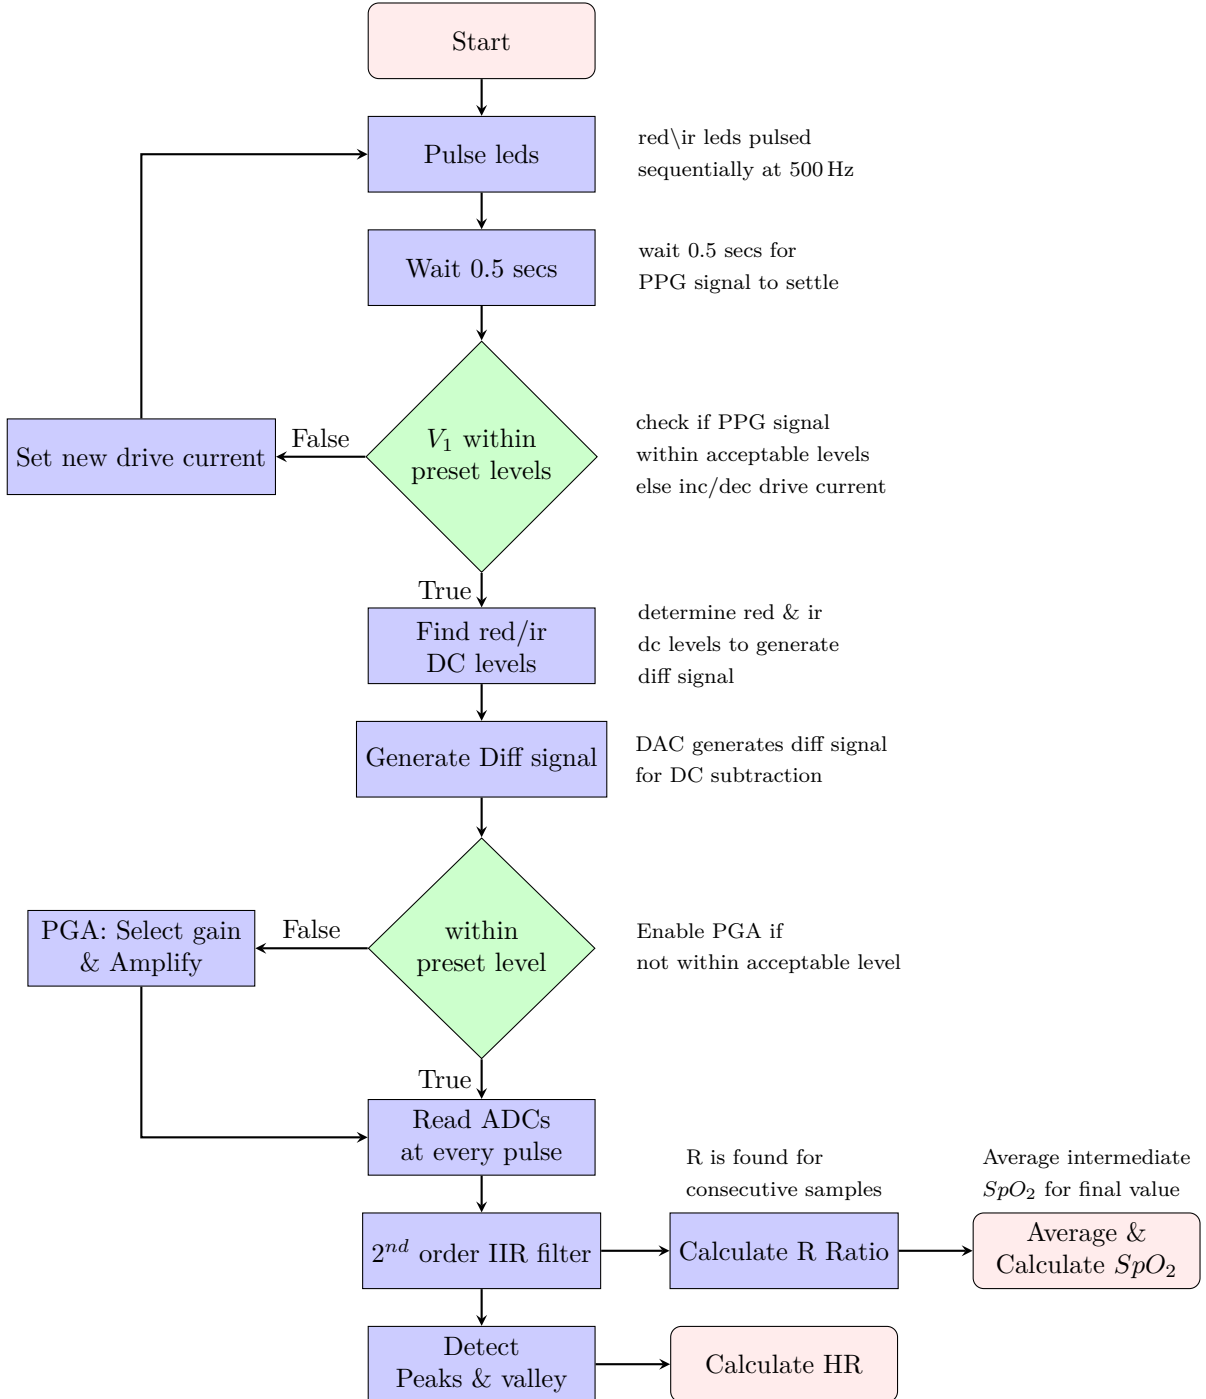 Start
Pulse leds
red\ir leds pulsed
sequentially at 500 Hz
Wait 0.5 secs
wait 0.5 secs for
PPG signal to settle
Set new drive current
False
V₁ within
preset levels
check if PPG signal
within acceptable levels
else inc/dec drive current
True
Find red/ir
DC levels
determine red & ir
dc levels to generate
diff signal
Generate Diff signal
DAC generates diff signal
for DC subtraction
PGA: Select gain
& Amplify
False
within
preset level
Enable PGA if
not within acceptable level
True
Read ADCs
at every pulse
R is found for
consecutive samples
Average intermediate
SpO₂ for final value
2ⁿᵈ order IIR filter
Calculate R Ratio
Average &
Calculate SpO₂
Detect
Peaks & valley
Calculate HR